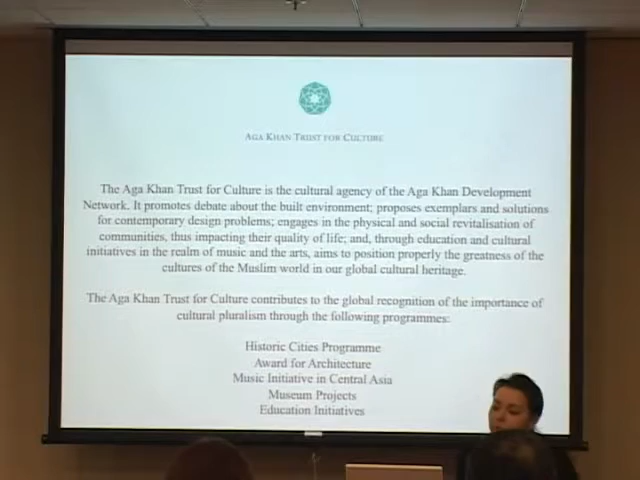 AGA KHAN TRUST FOR CULTURE
The Aga Khan Trust for Culture is the cultural agency of the Aga Khan Development
Network. It promotes debate about the built environment; proposes exemplars and solutions
for contemporary design problems; engages in the physical and social revitalisation of
communities, thus impacting their quality of life; and, through education and cultural
initiatives in the realm of music and the arts, aims to position properly the greatness of the
cultures of the Muslim world in our global cultural heritage.
The Aga Khan Trust for Culture contributes to the global recognition of the importance of
cultural pluralism through the following programmes:
Historic Cities Programme
Award for Architecture
Music Initiative in Central Asia
Museum Projects
Education Initiatives